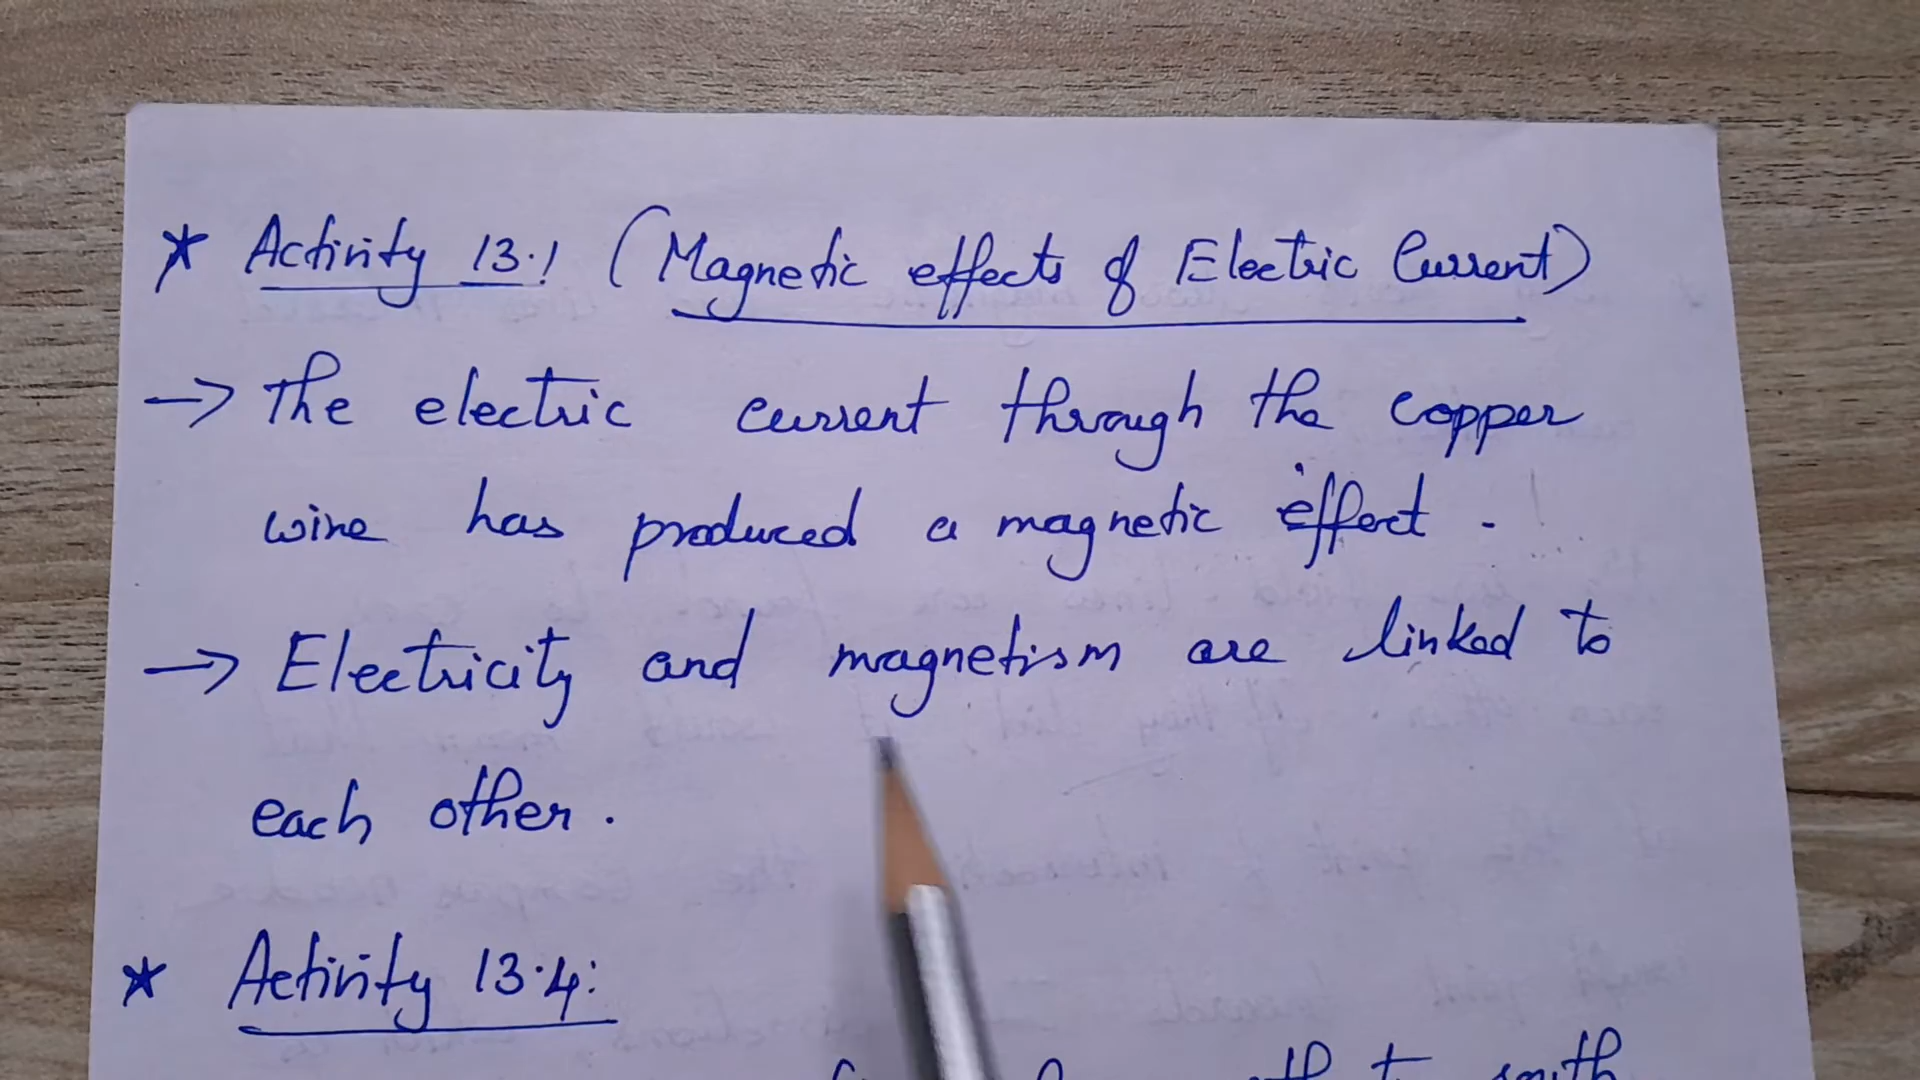 * Activity 13.1 (Magnetic effects of Electric Current)
→ The electric current through the copper
wire has produced a magnetic effect.
→ Electricity and magnetism are linked to
each other.
* Activity 13.4: